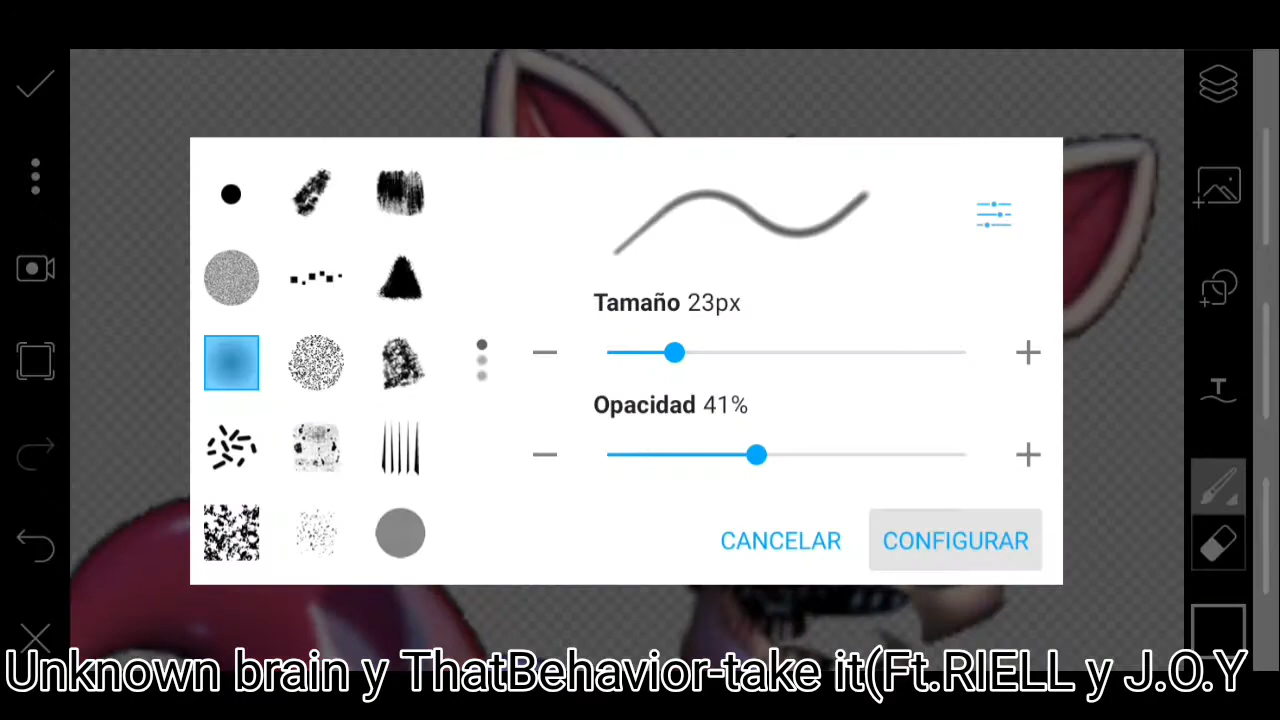 Tamaño 23px
Opacidad 41%
CANCELAR CONFIGURAR
T
Unknown brain y ThatBehavior-take it(Ft.RIELL y J.O.Y